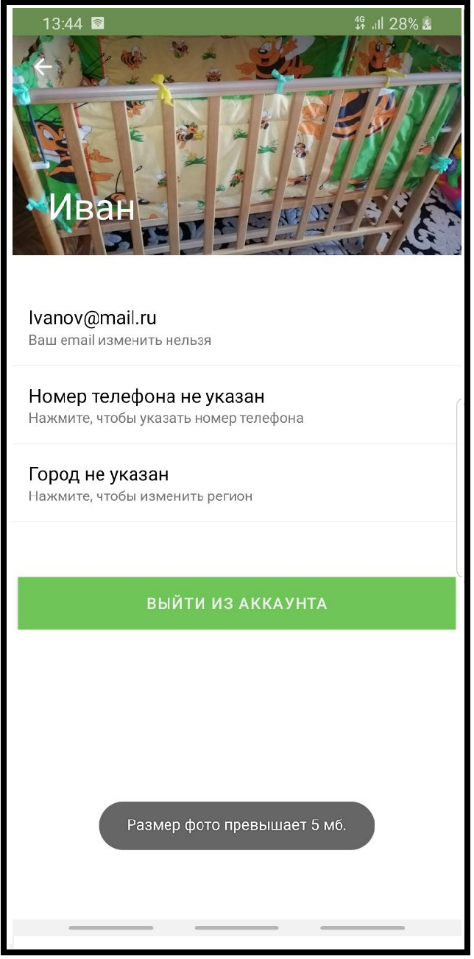 13:44 4G 28%
Иван
Ivanov@mail.ru
Ваш email изменить нельзя
Номер телефона не указан
Нажмите, чтобы указать номер телефона
Город не указан
Нажмите, чтобы изменить регион
ВЫЙТИ ИЗ АККАУНТА
Размер фото превышает 5 мб.